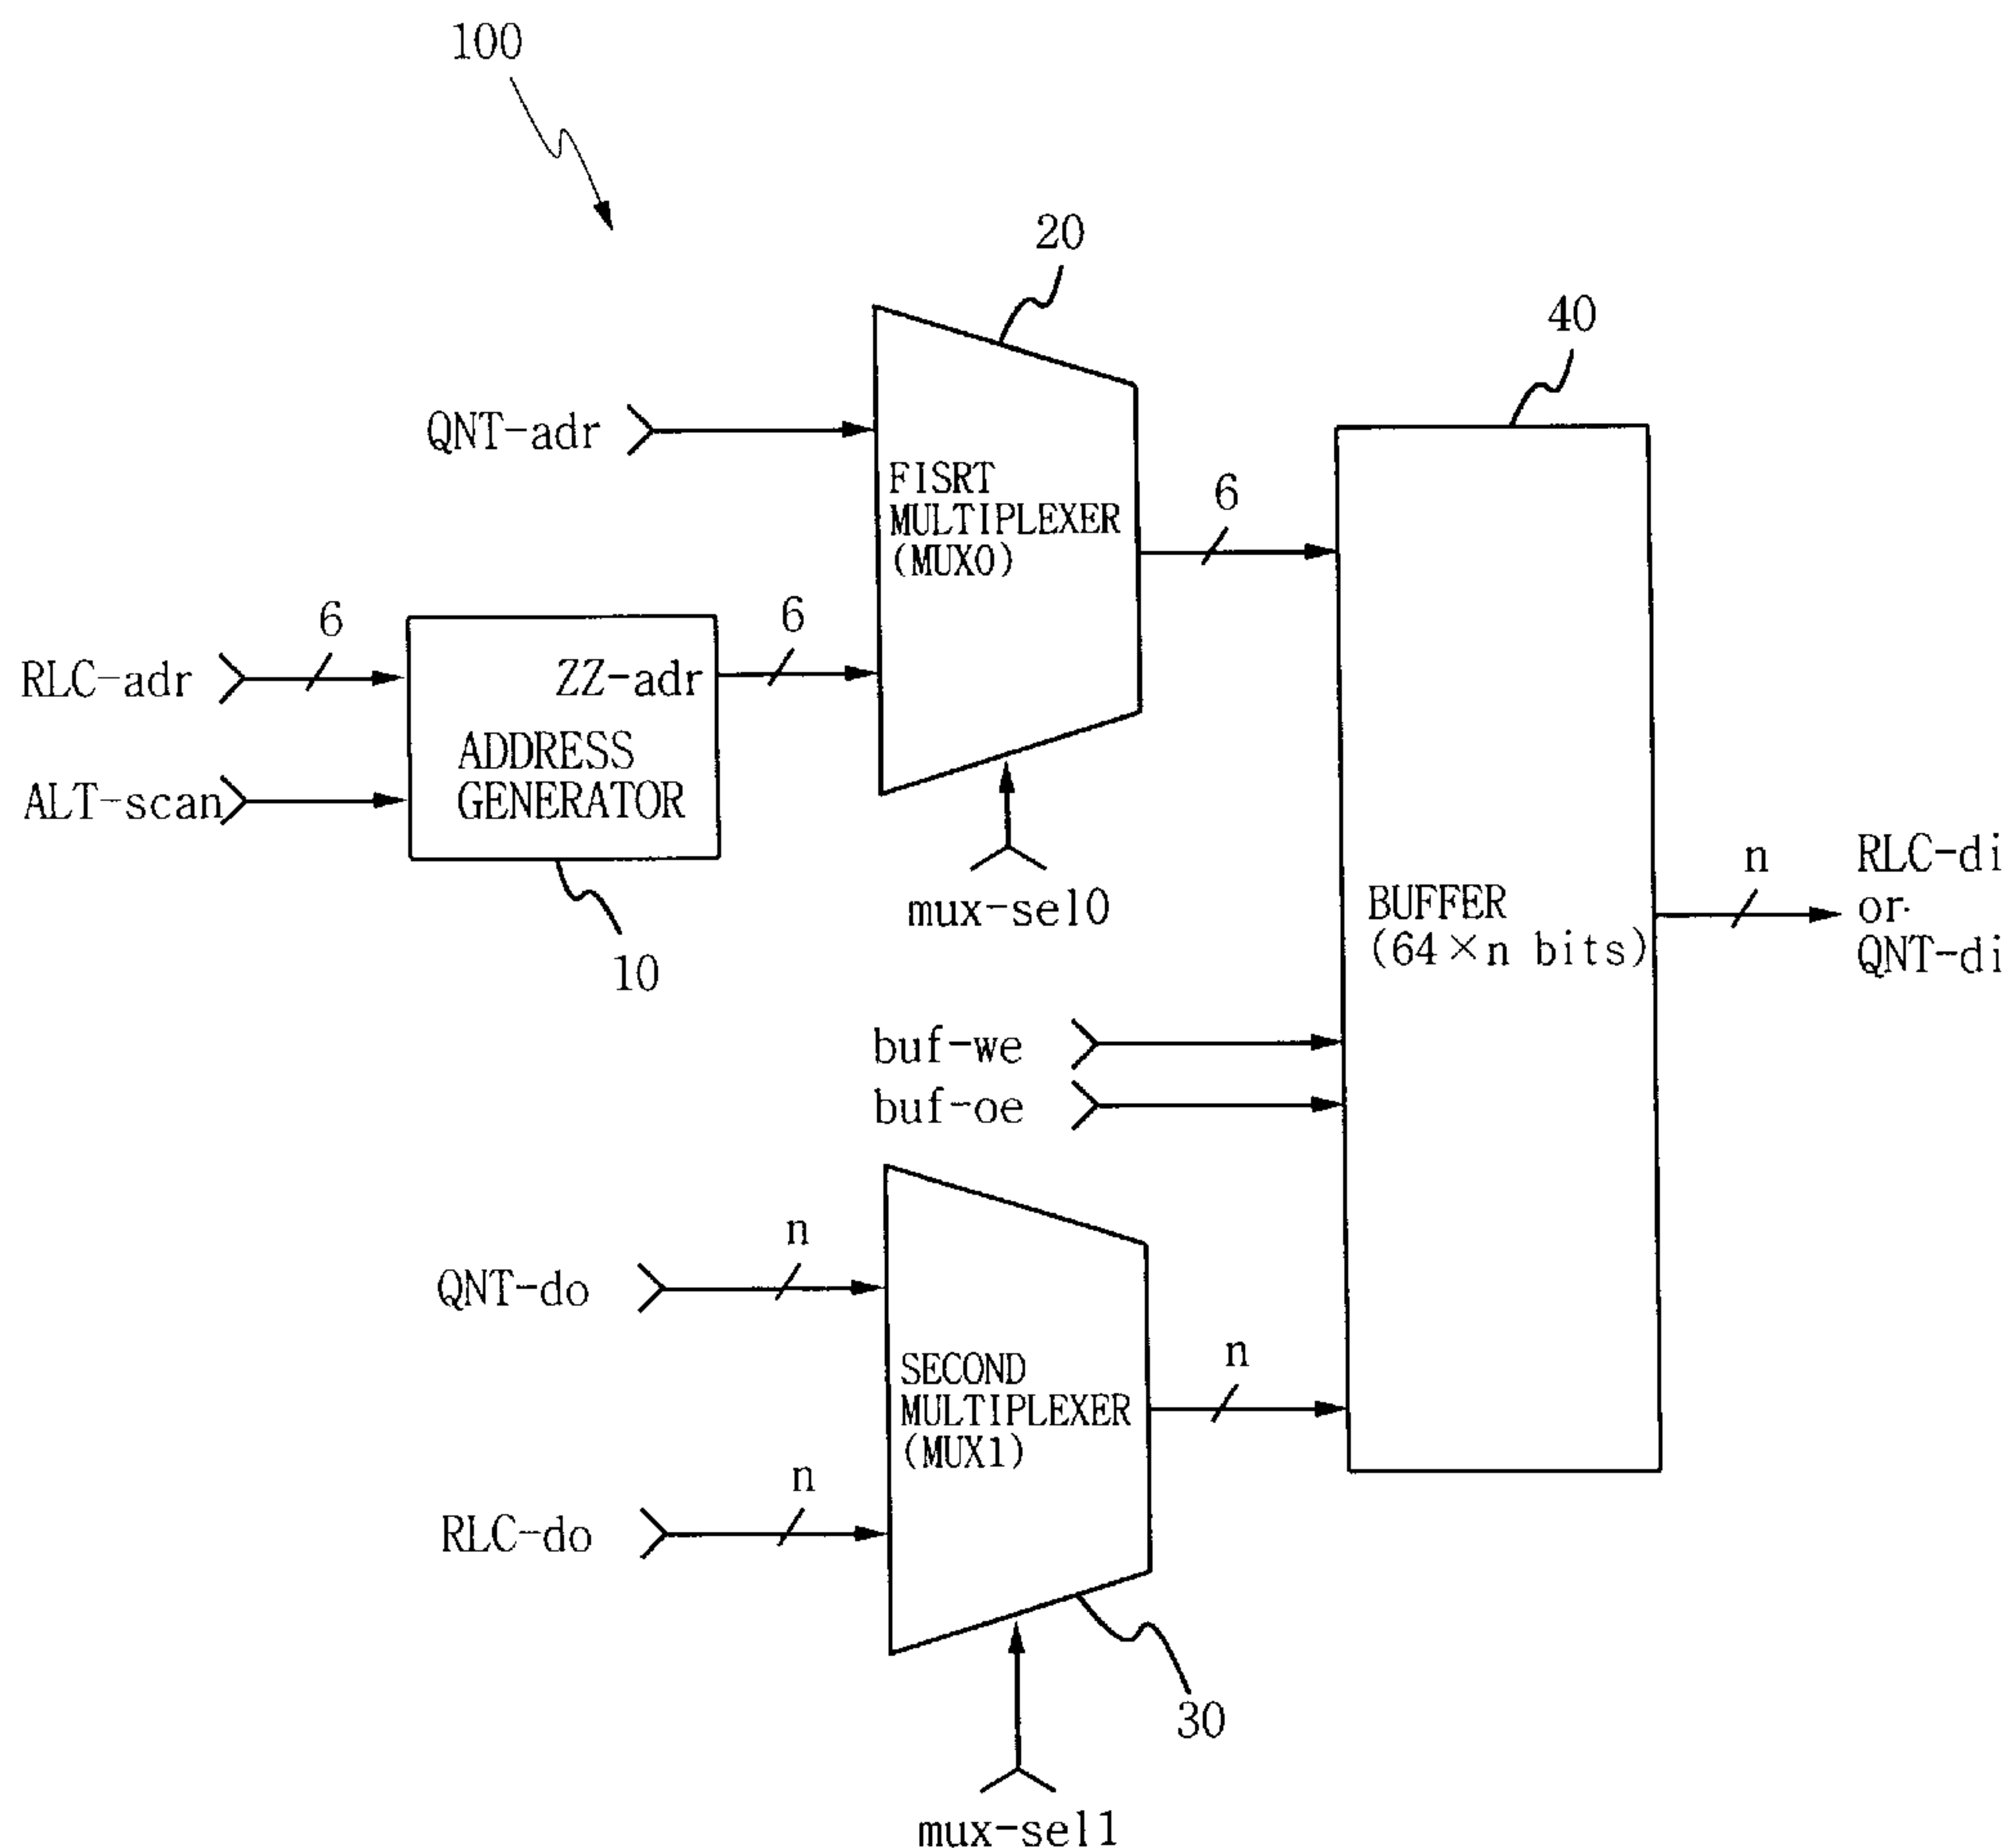 100
20
40
QNT-adr
FISRT
MULTIPLEXER
(MUX0)
6
RLC-adr
6
ZZ-adr
6
ADDRESS
GENERATOR
ALT-scan
10
mux-sel0
BUFFER
(64×n bits)
n
RLC-di
or
QNT-di
buf-we
buf-oe
QNT-do
n
SECOND
MULTIPLEXER
(MUX1)
n
RLC-do
n
30
mux-sel1